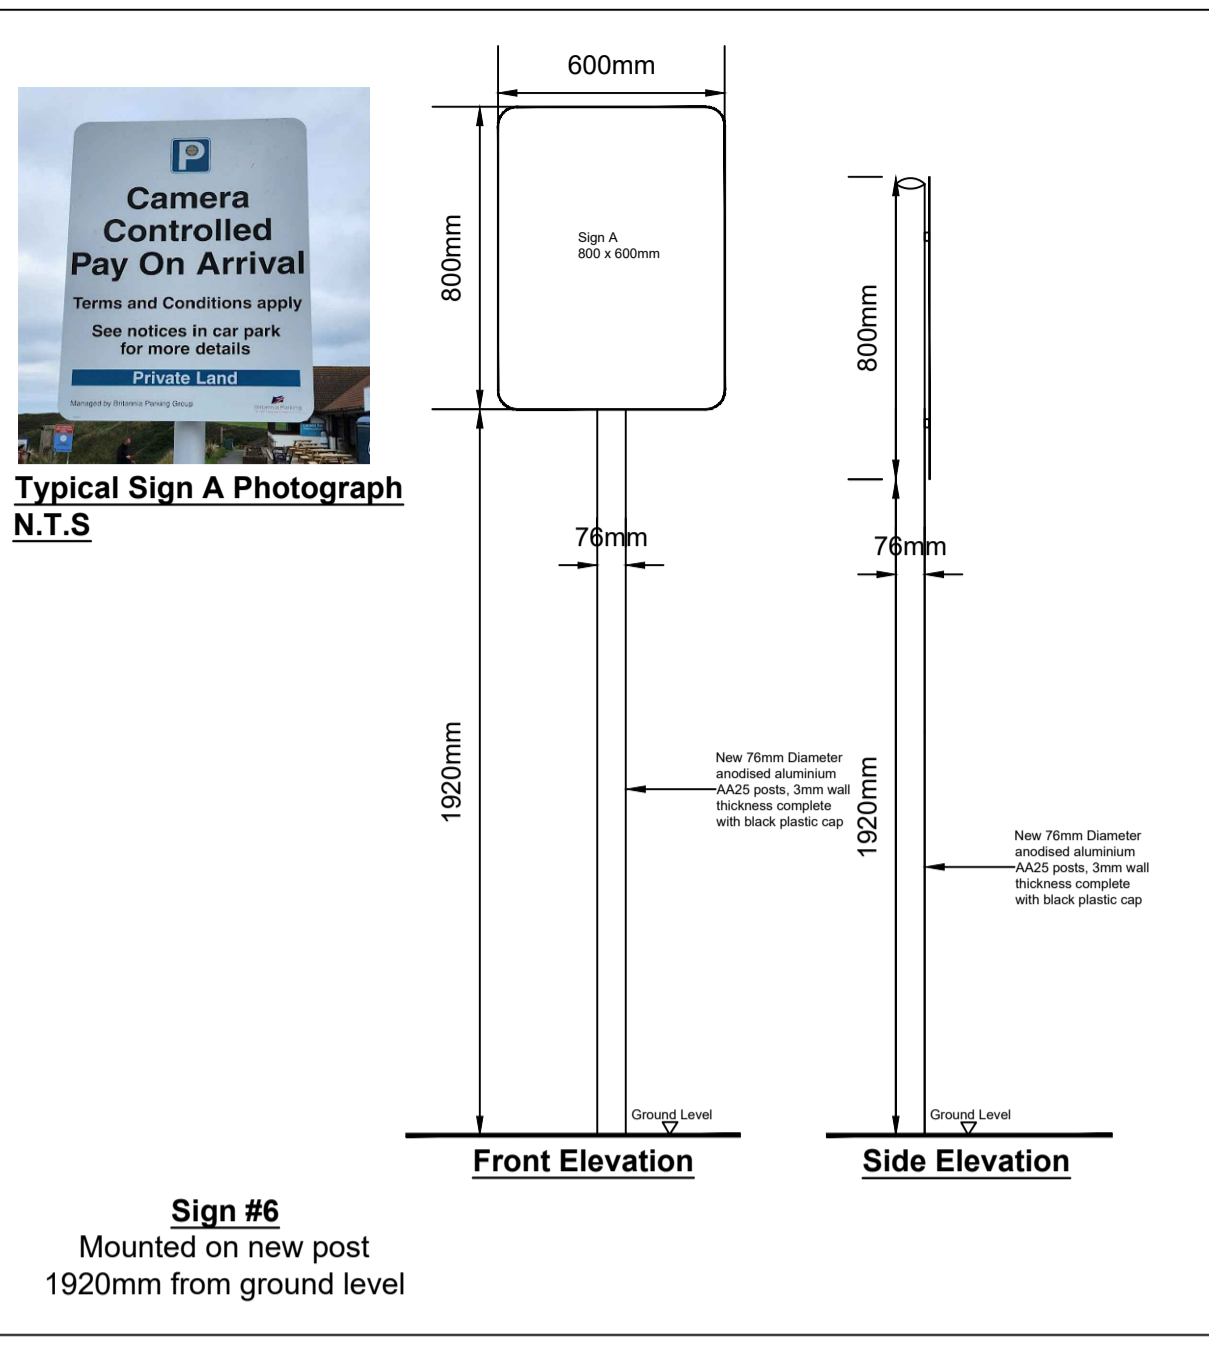 600mm
P
Camera
Controlled
Pay On Arrival
Terms and Conditions apply
See notices in car park
for more details
Private Land
Managed by Britannia Parking Group
Britannia Parking
Typical Sign A Photograph
N.T.S
800mm
Sign A
800 x 600mm
800mm
76mm
76mm
1920mm
New 76mm Diameter
anodised aluminium
AA25 posts, 3mm wall
thickness complete
with black plastic cap
1920mm
New 76mm Diameter
anodised aluminium
AA25 posts, 3mm wall
thickness complete
with black plastic cap
Ground Level
Ground Level
Front Elevation
Side Elevation
Sign #6
Mounted on new post
1920mm from ground level